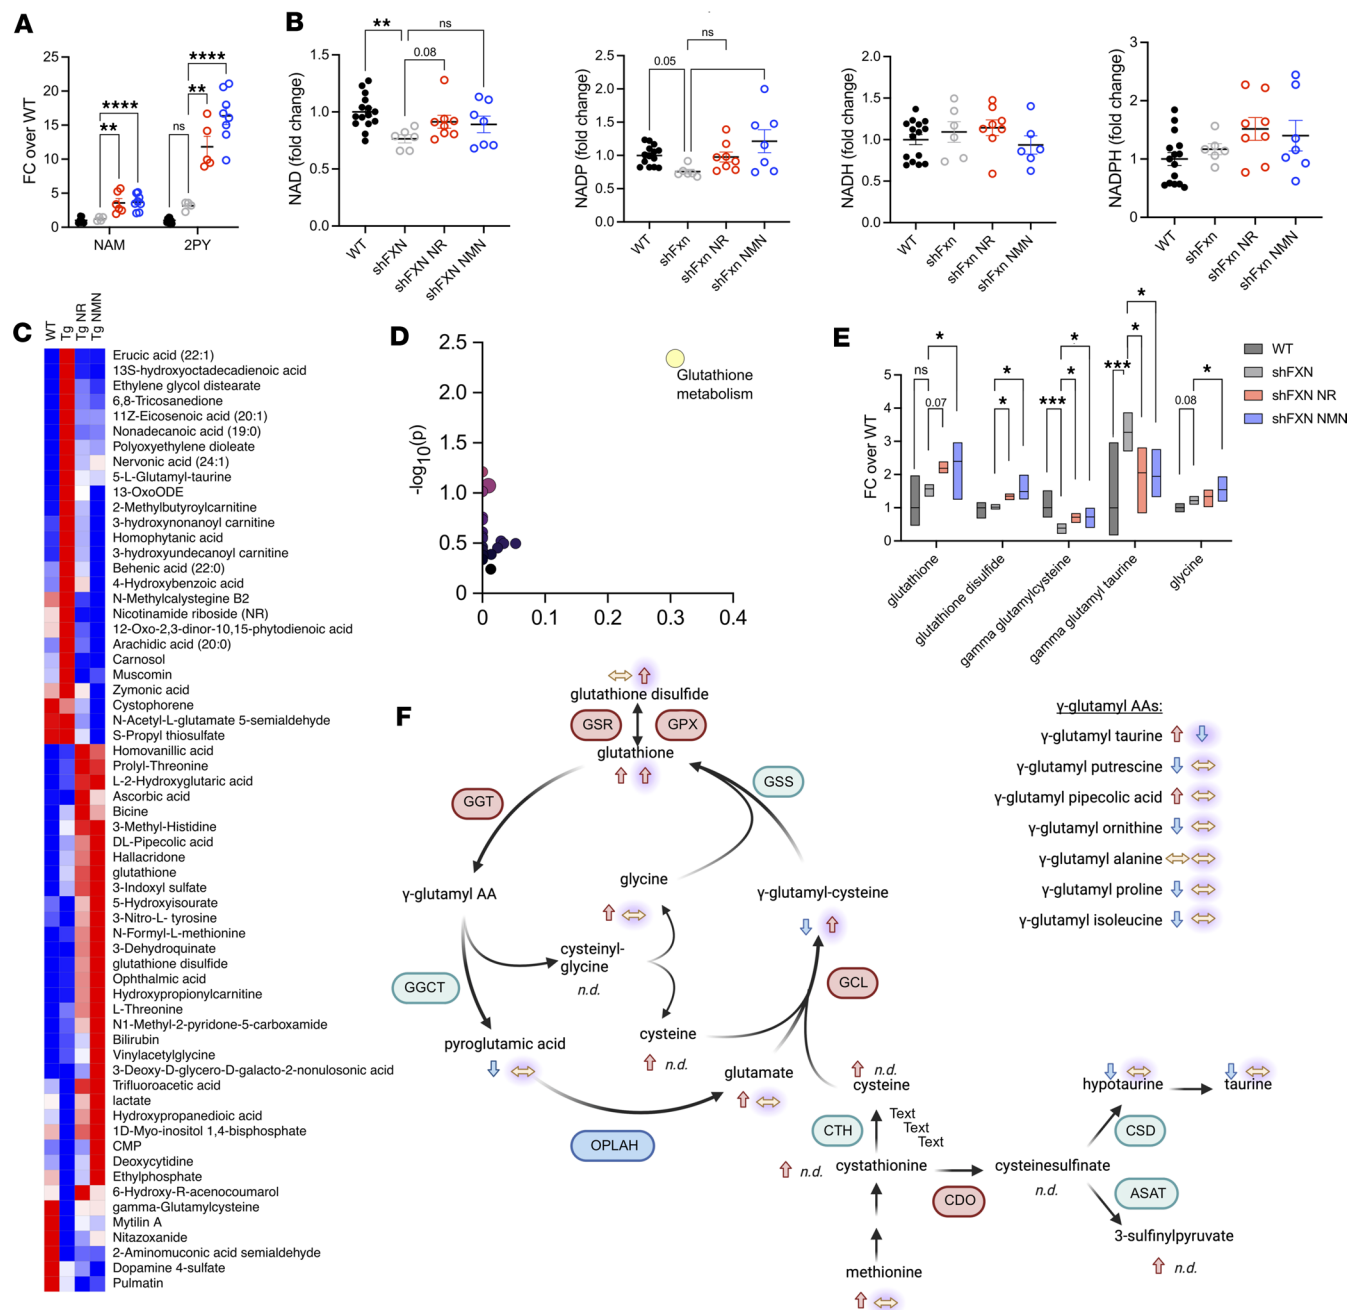 A
FC over WT
25
20
15
10
5
0
ns
**
****
ns
**
****
NAM
2PY
B
NAD (fold change)
1.5
1.0
0.5
0.0
**
0.08
ns
WT
shFXN
shFXN NR
shFXN NMN
NADP (fold change)
2.5
2.0
1.5
1.0
0.5
0.0
0.05
ns
WT
shFxn
shFxn NR
shFxn NMN
NADH (fold change)
2.0
1.5
1.0
0.5
0.0
WT
shFxn
shFxn NR
shFxn NMN
NADPH (fold change)
3
2
1
0
WT
shFxn
shFxn NR
shFxn NMN
C
WT
Tg
Tg NR
Tg NMN
Erucic acid (22:1)
13S-hydroxyoctadecadienoic acid
Ethylene glycol distearate
6,8-Tricosanedione
11Z-Eicosenoic acid (20:1)
Nonadecanoic acid (19:0)
Polyoxyethylene dioleate
Nervonic acid (24:1)
5-L-Glutamyl-taurine
13-OxoODE
2-Methylbutyroylcarnitine
3-hydroxynonanoyl carnitine
Homophytanic acid
3-hydroxyundecanoyl carnitine
Behenic acid (22:0)
4-Hydroxybenzoic acid
N-Methylcalystegine B2
Nicotinamide riboside (NR)
12-Oxo-2,3-dinor-10,15-phytodienoic acid
Arachidic acid (20:0)
Carnosol
Muscomin
Zymonic acid
Cystophorene
N-Acetyl-L-glutamate 5-semialdehyde
S-Propyl thiosulfate
Homovanillic acid
Prolyl-Threonine
L-2-Hydroxyglutaric acid
Ascorbic acid
Bicine
3-Methyl-Histidine
DL-Pipecolic acid
Hallacridone
glutathione
3-Indoxyl sulfate
5-Hydroxyisourate
3-Nitro-L- tyrosine
N-Formyl-L-methionine
3-Dehydroquinate
glutathione disulfide
Ophthalmic acid
Hydroxypropionylcarnitine
L-Threonine
N1-Methyl-2-pyridone-5-carboxamide
Bilirubin
Vinylacetylglycine
3-Deoxy-D-glycero-D-galacto-2-nonulosonic acid
Trifluoroacetic acid
lactate
Hydroxypropanedioic acid
1D-Myo-inositol 1,4-bisphosphate
CMP
Deoxycytidine
Ethylphosphate
6-Hydroxy-R-acenocoumarol
gamma-Glutamylcysteine
Mytilin A
Nitazoxanide
2-Aminomuconic acid semialdehyde
Dopamine 4-sulfate
Pulmatin
D
-log10(p)
2.5
2.0
1.5
1.0
0.5
0
0
0.1
0.2
0.3
0.4
Glutathione
metabolism
E
FC over WT
5
4
3
2
1
0
ns
0.07
*
*
*
***
*
*
***
*
*
0.08
*
glutathione
glutathione disulfide
gamma glutamylcysteine
gamma glutamyl taurine
glycine
WT
shFXN
shFXN NR
shFXN NMN
F
glutathione disulfide
GSR
GPX
glutathione
GGT
GSS
γ-glutamyl AA
glycine
γ-glutamyl-cysteine
cysteinyl-
glycine
n.d.
GGCT
GCL
cysteine
n.d.
pyroglutamic acid
glutamate
OPLAH
n.d.
cysteine
CTH
Text
Text
Text
n.d.
cystathionine
CDO
cysteinesulfinate
n.d.
hypotaurine
taurine
CSD
ASAT
3-sulfinylpyruvate
n.d.
methionine
γ-glutamyl AAs:
γ-glutamyl taurine
γ-glutamyl putrescine
γ-glutamyl pipecolic acid
γ-glutamyl ornithine
γ-glutamyl alanine
γ-glutamyl proline
γ-glutamyl isoleucine